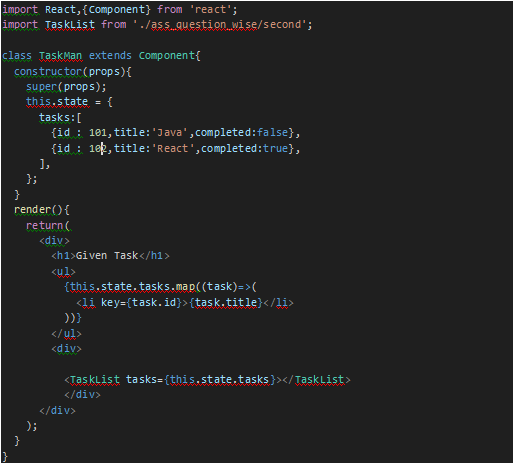 import React,{Component} from 'react';
import TaskList from './ass_question_wise/second';
class TaskMan extends Component{
constructor(props){
super(props);
this.state = {
tasks:[
{id : 101,title:'Java',completed:false},
{id : 102,title:'React',completed:true},
],
};
}
render(){
return(
<div>
<h1>Given Task</h1>
<ul>
{this.state.tasks.map((task)=>(
<li key={task.id}>{task.title}</li>
))}
</ul>
<div>
<TaskList tasks={this.state.tasks}></TaskList>
</div>
</div>
);
}
}